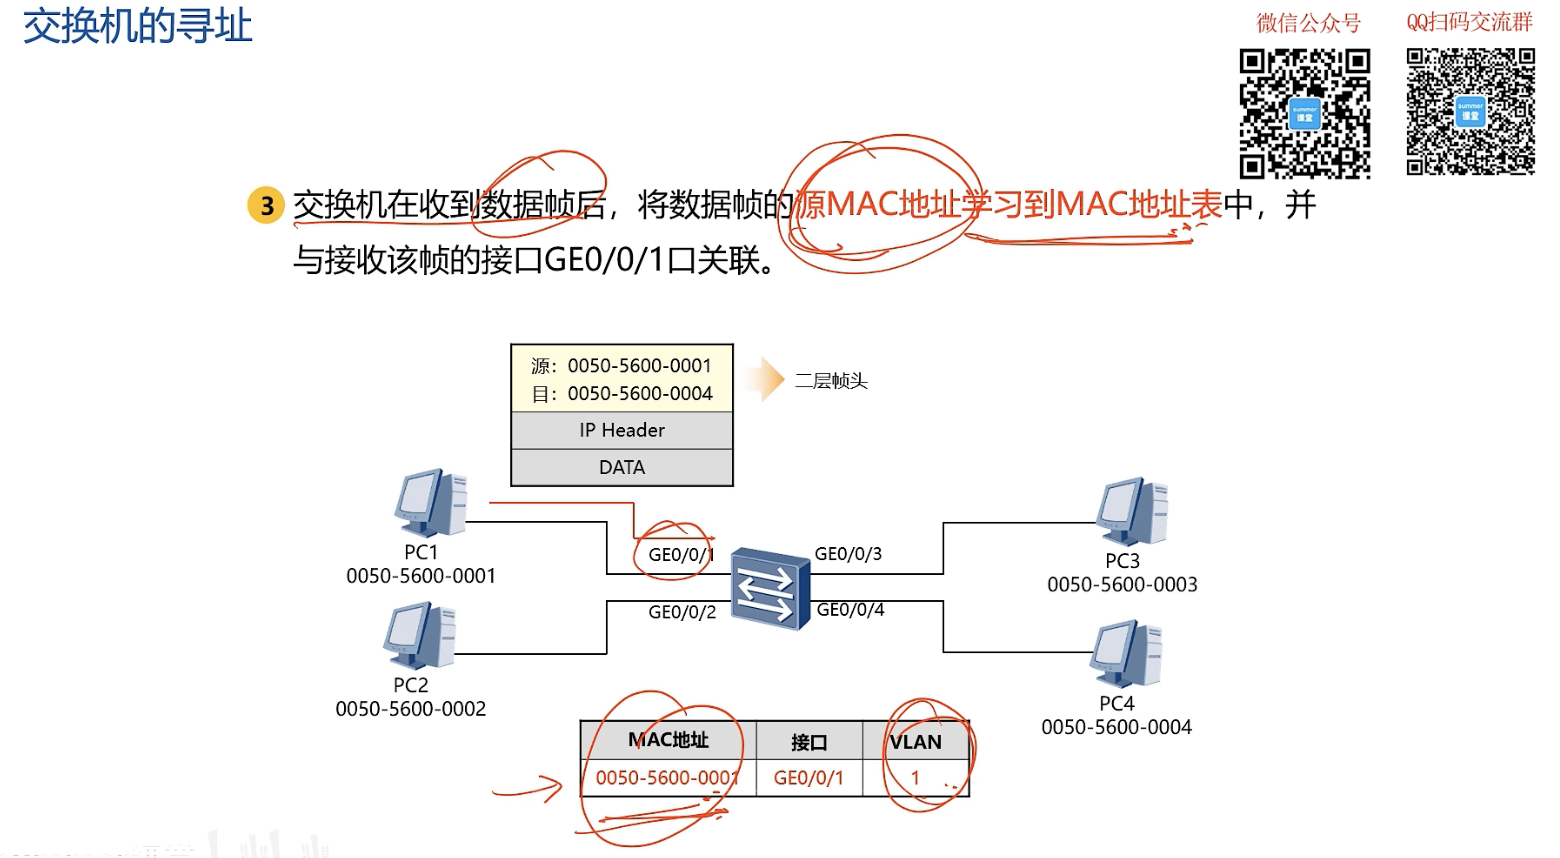 交换机的寻址
微信公众号
QQ扫码交流群
summer
课堂
summer
课堂
3 交换机在收到数据帧后，将数据帧的源MAC地址学习到MAC地址表中，并
与接收该帧的接口GE0/0/1口关联。
源：0050-5600-0001
目：0050-5600-0004
二层帧头
IP Header
DATA
PC1
0050-5600-0001
GE0/0/1
GE0/0/3
PC3
0050-5600-0003
GE0/0/2
GE0/0/4
PC2
0050-5600-0002
PC4
0050-5600-0004
MAC地址 接口 VLAN
0050-5600-0001 GE0/0/1 1